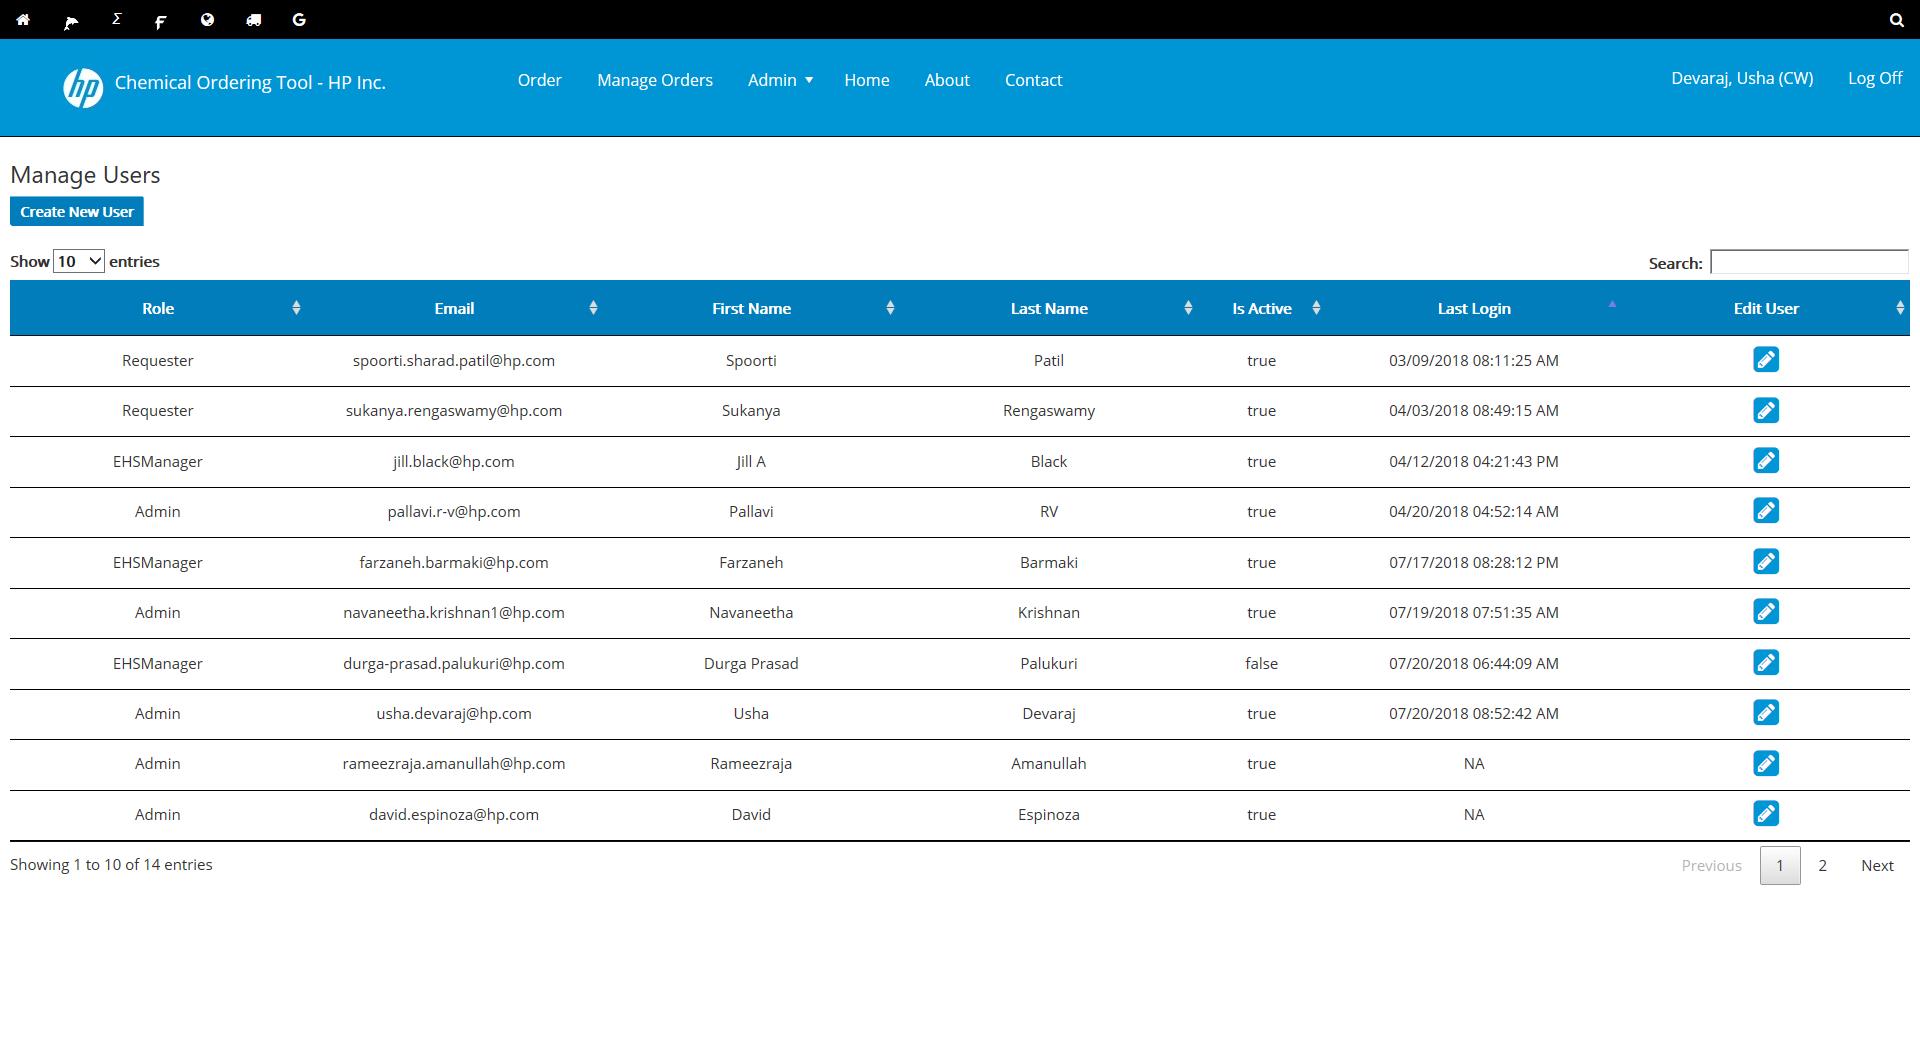 Σ F G
hp Chemical Ordering Tool - HP Inc. Order Manage Orders Admin Home About Contact Devaraj, Usha (CW) Log Off
Manage Users
Create New User
Show 10 entries Search:
Role Email First Name Last Name Is Active Last Login Edit User
Requester spoorti.sharad.patil@hp.com Spoorti Patil true 03/09/2018 08:11:25 AM
Requester sukanya.rengaswamy@hp.com Sukanya Rengaswamy true 04/03/2018 08:49:15 AM
EHSManager jill.black@hp.com Jill A Black true 04/12/2018 04:21:43 PM
Admin pallavi.r-v@hp.com Pallavi RV true 04/20/2018 04:52:14 AM
EHSManager farzaneh.barmaki@hp.com Farzaneh Barmaki true 07/17/2018 08:28:12 PM
Admin navaneetha.krishnan1@hp.com Navaneetha Krishnan true 07/19/2018 07:51:35 AM
EHSManager durga-prasad.palukuri@hp.com Durga Prasad Palukuri false 07/20/2018 06:44:09 AM
Admin usha.devaraj@hp.com Usha Devaraj true 07/20/2018 08:52:42 AM
Admin rameezraja.amanullah@hp.com Rameezraja Amanullah true NA
Admin david.espinoza@hp.com David Espinoza true NA
Showing 1 to 10 of 14 entries Previous 1 2 Next